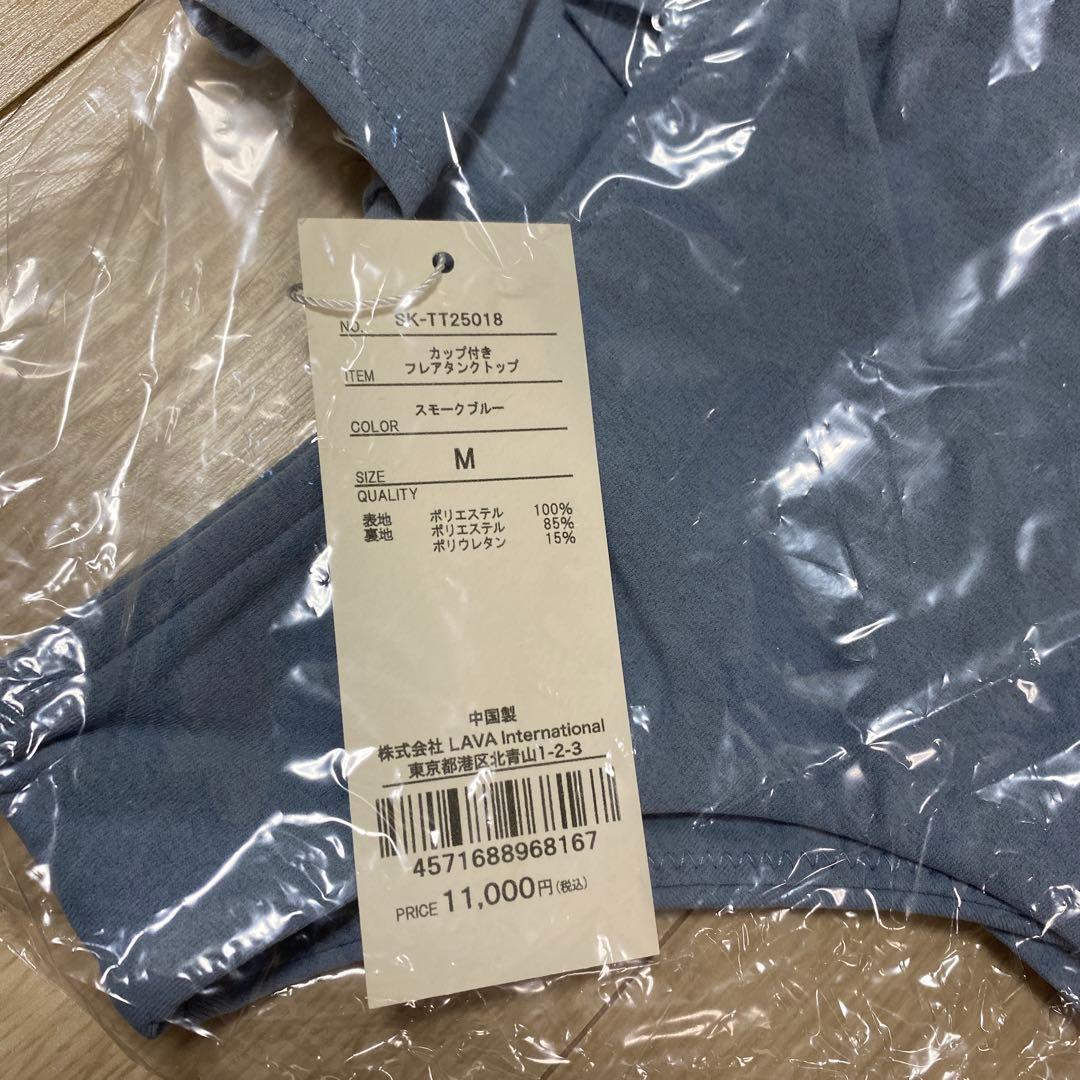 NO. SK-TT25018
カップ付き
フレアタンクトップ
ITEM
スモークブルー
COLOR
M
SIZE
QUALITY
表地 ポリエステル 100%
裏地 ポリエステル 85%
ポリウレタン 15%
中国製
株式会社 LAVA International
東京都港区北青山1-2-3
4571688968167
PRICE 11,000円(税込)